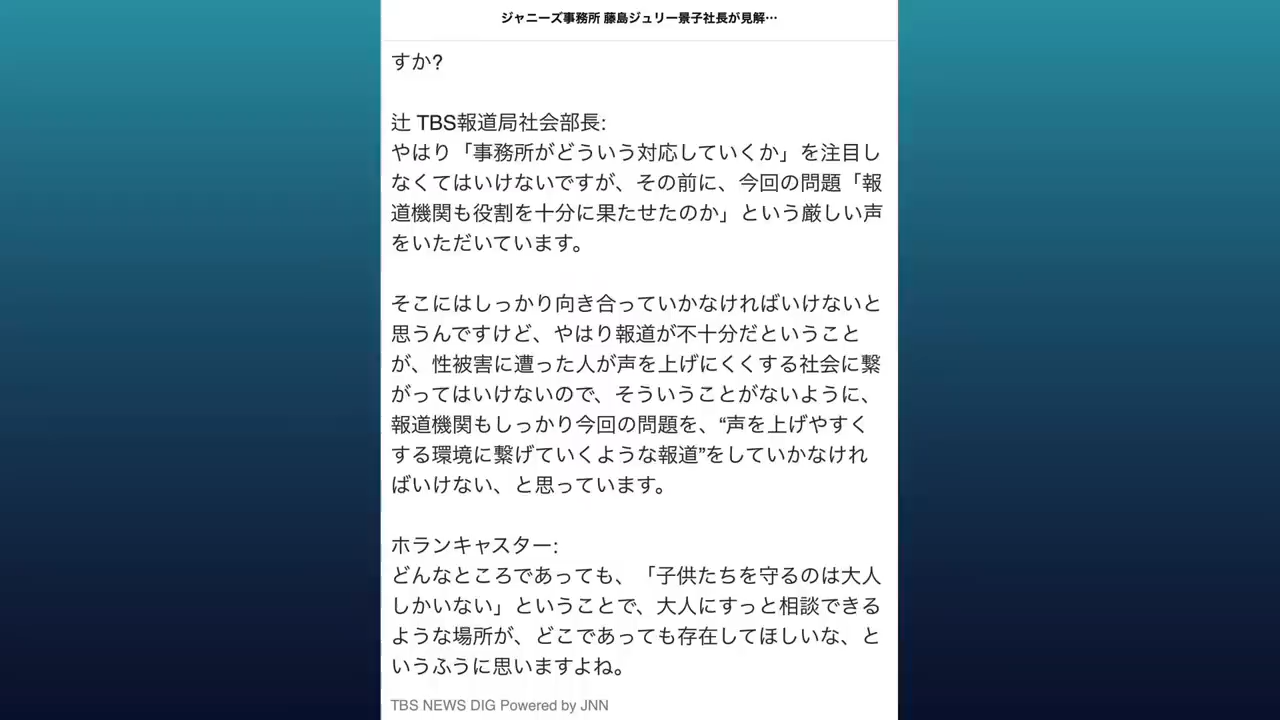 ジャニーズ事務所 藤島ジュリー景子社長が見解…
すか?
辻 TBS報道局社会部長:
やはり「事務所がどういう対応していくか」を注目し
なくてはいけないですが、その前に、今回の問題「報
道機関も役割を十分に果たせたのか」という厳しい声
をいただいています。
そこにはしっかり向き合っていかなければいけないと
思うんですけど、やはり報道が不十分だということ
が、性被害に遭った人が声を上げにくくする社会に繋
がってはいけないので、そういうことがないように、
報道機関もしっかり今回の問題を、“声を上げやすく
する環境に繋げていくような報道”をしていかなけれ
ばいけない、と思っています。
ホランキャスター:
どんなところであっても、「子供たちを守るのは大人
しかいない」ということで、大人にすっと相談できる
ような場所が、どこであっても存在してほしいな、と
いうふうに思いますよね。
TBS NEWS DIG Powered by JNN